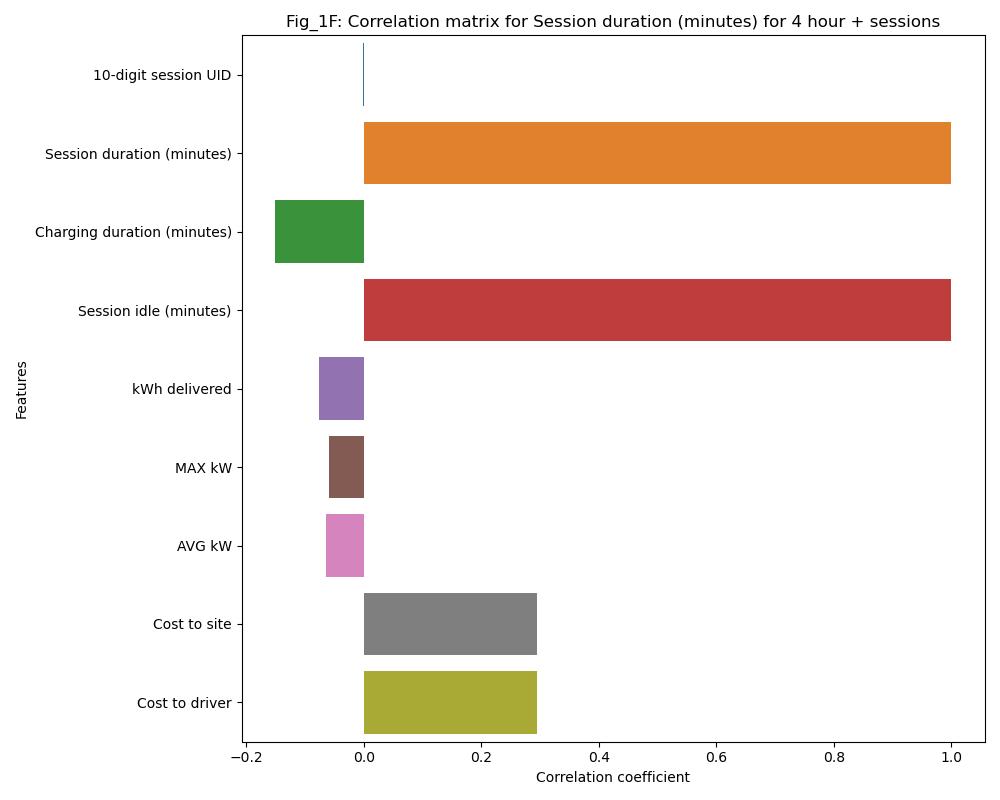 Fig_1F: Correlation matrix for Session duration (minutes) for 4 hour + sessions
10-digit session UID
Session duration (minutes)
Charging duration (minutes)
Session idle (minutes)
kWh delivered
MAX kW
AVG kW
Cost to site
Cost to driver
Features
−0.2 0.0 0.2 0.4 0.6 0.8 1.0
Correlation coefficient